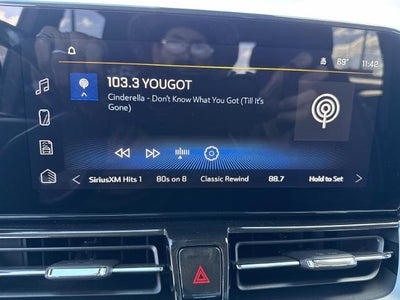 69° 11:42
103.3 YOUGOT
Cinderella - Don't Know What You Got (Till It's
Gone)
SiriusXM Hits 1 80s on 8 Classic Rewind 88.7 Hold to Set